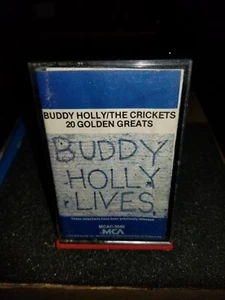 BUDDY HOLLY/THE CRICKETS
20 GOLDEN GREATS
BUDDY
HOLLY
LIVES
MCA